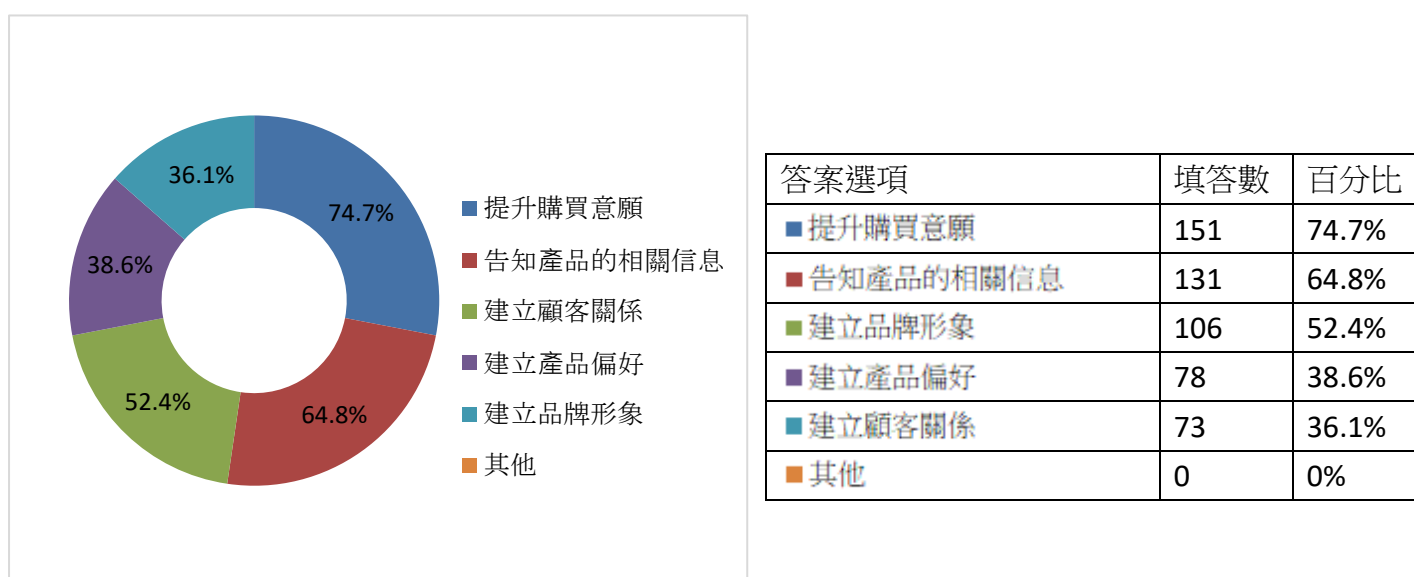 36.1%
74.7%
38.6%
52.4%
64.8%
提升購買意願
告知產品的相關信息
建立顧客關係
建立產品偏好
建立品牌形象
其他
答案選項 填答數 百分比
提升購買意願 151 74.7%
告知產品的相關信息 131 64.8%
建立品牌形象 106 52.4%
建立產品偏好 78 38.6%
建立顧客關係 73 36.1%
其他 0 0%